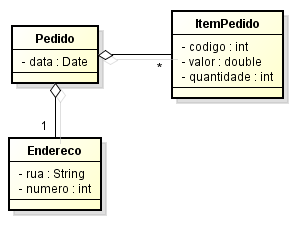 Pedido
- data : Date
ItemPedido
- codigo : int
- valor : double
- quantidade : int
*
1
Endereco
- rua : String
- numero : int